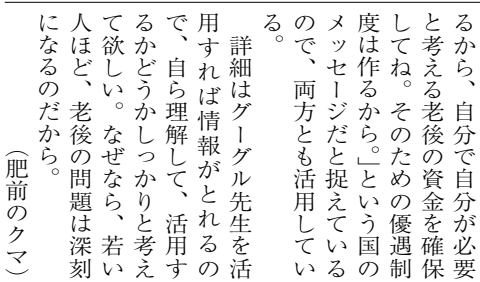 るから、自分で自分が必要
と考える老後の資金を確保
してね。そのための優遇制
度は作るから。」という国の
メッセージだと捉えている
ので、両方とも活用してい
る。
　詳細はグーグル先生を活
用すれば情報がとれるの
で、自ら理解して、活用す
るかどうかしっかりと考え
て欲しい。なぜなら、若い
人ほど、老後の問題は深刻
になるのだから。
（肥前のクマ）